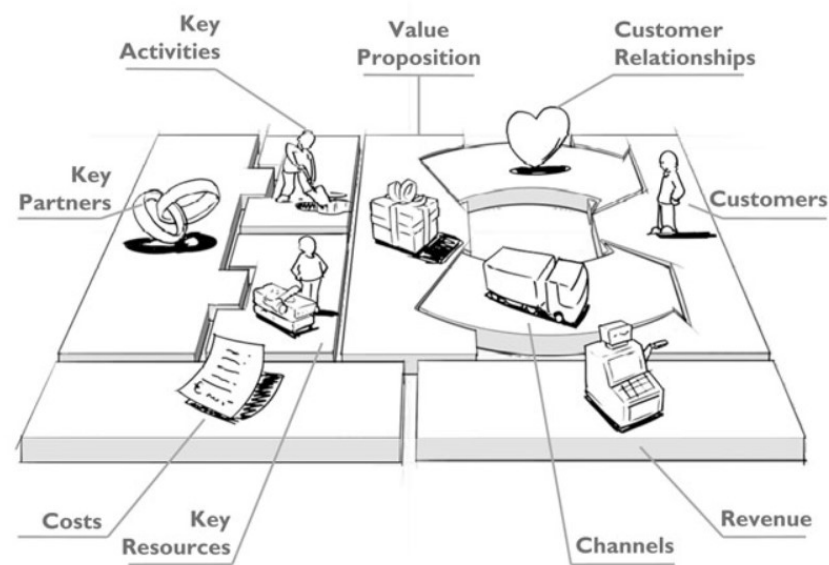 Key
Activities
Value
Proposition
Customer
Relationships
Key
Partners
Customers
Costs
Key
Resources
Channels
Revenue